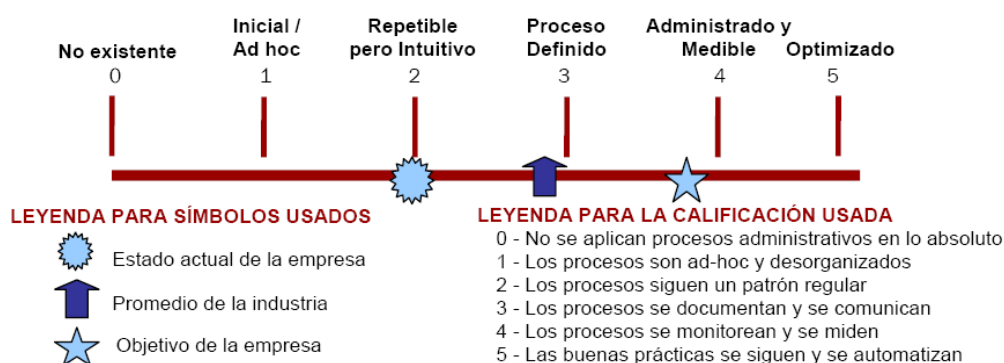 No existente
0
Inicial /
Ad hoc
1
Repetible
pero Intuitivo
2
Proceso
Definido
3
Administrado y
Medible
4
Optimizado
5
LEYENDA PARA SÍMBOLOS USADOS
Estado actual de la empresa
Promedio de la industria
Objetivo de la empresa
LEYENDA PARA LA CALIFICACIÓN USADA
0 - No se aplican procesos administrativos en lo absoluto
1 - Los procesos son ad-hoc y desorganizados
2 - Los procesos siguen un patrón regular
3 - Los procesos se documentan y se comunican
4 - Los procesos se monitorean y se miden
5 - Las buenas prácticas se siguen y se automatizan